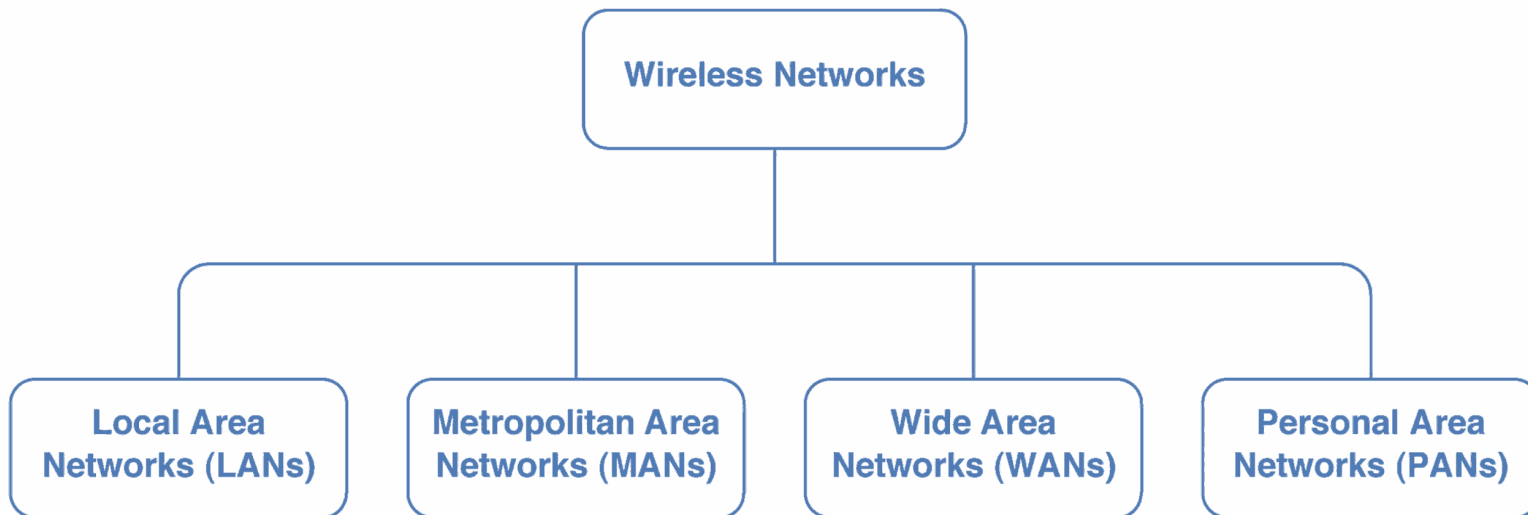 Wireless Networks
Local Area
Networks (LANs)
Metropolitan Area
Networks (MANs)
Wide Area
Networks (WANs)
Personal Area
Networks (PANs)